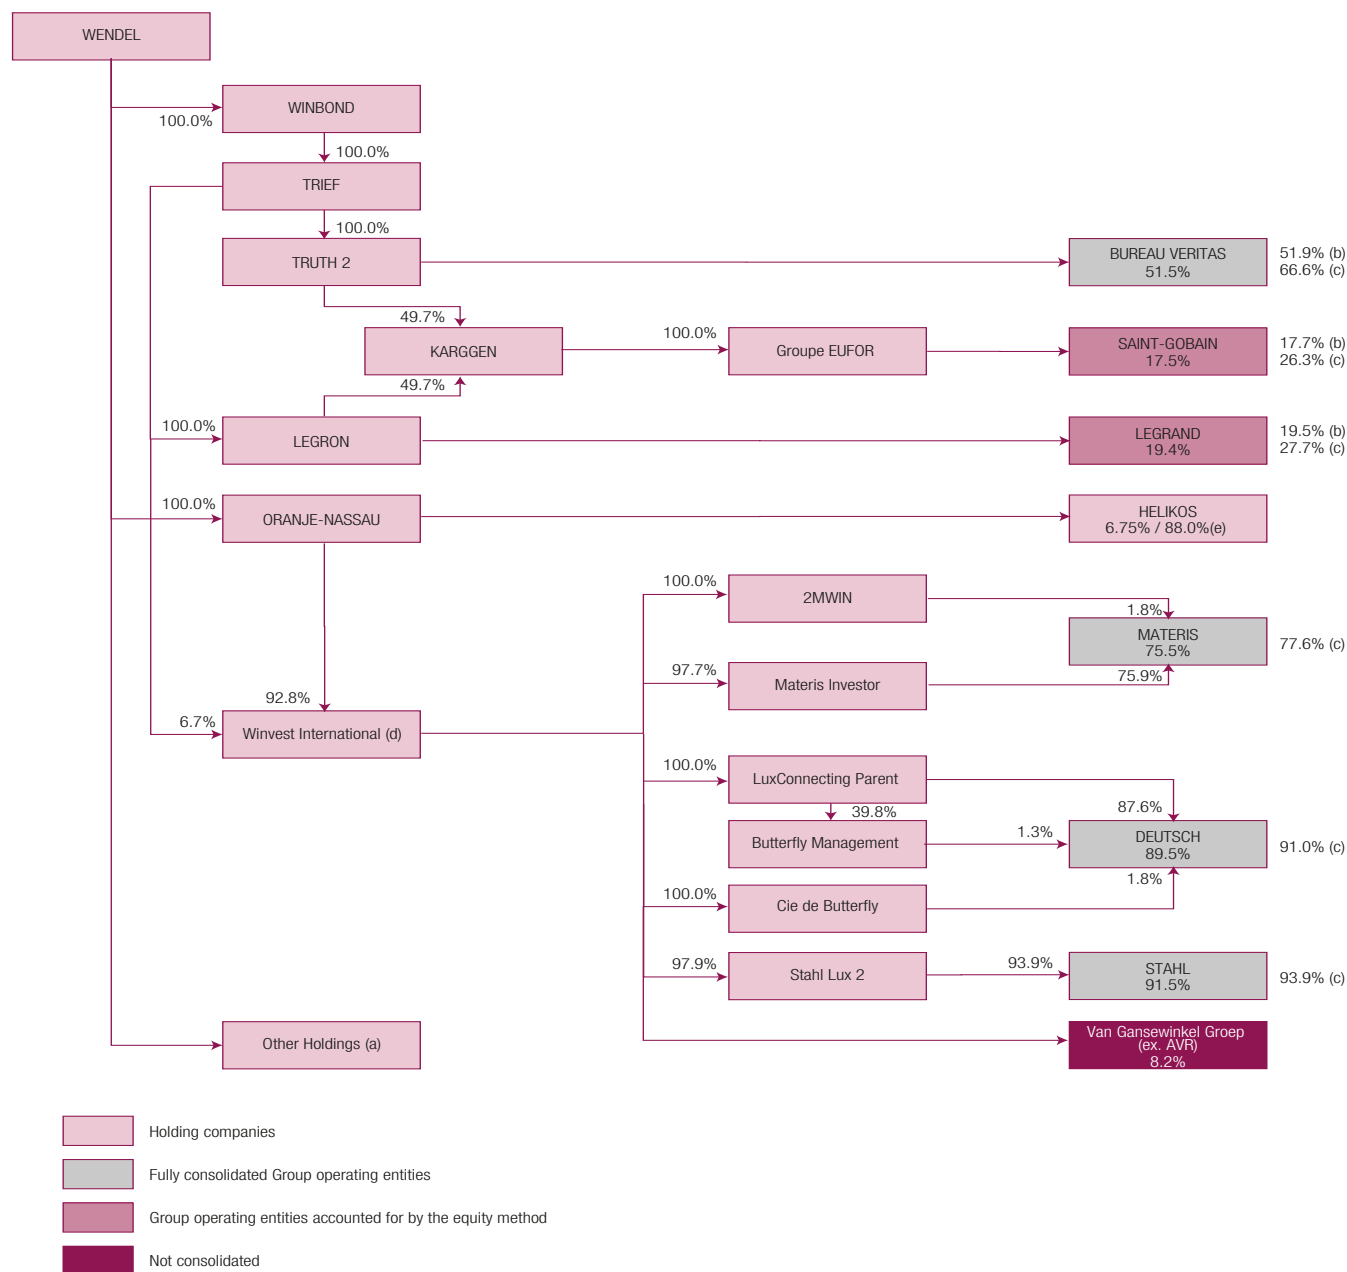 WENDEL
WINBOND
100.0%
100.0%
TRIEF
100.0%
TRUTH 2
BUREAU VERITAS
51.5%
51.9% (b)
66.6% (c)
49.7%
KARGGEN
100.0%
Groupe EUFOR
SAINT-GOBAIN
17.5%
17.7% (b)
26.3% (c)
49.7%
100.0%
LEGRON
LEGRAND
19.4%
19.5% (b)
27.7% (c)
100.0%
ORANJE-NASSAU
HELIKOS
6.75% / 88.0%(e)
100.0%
2MWIN
1.8%
MATERIS
75.5%
77.6% (c)
97.7%
Materis Investor
75.9%
92.8%
6.7%
Winvest International (d)
100.0%
LuxConnecting Parent
87.6%
39.8%
Butterfly Management
1.3%
DEUTSCH
89.5%
91.0% (c)
1.8%
100.0%
Cie de Butterfly
97.9%
Stahl Lux 2
93.9%
STAHL
91.5%
93.9% (c)
Other Holdings (a)
Van Gansewinkel Groep
(ex. AVR)
8.2%
Holding companies
Fully consolidated Group operating entities
Group operating entities accounted for by the equity method
Not consolidated